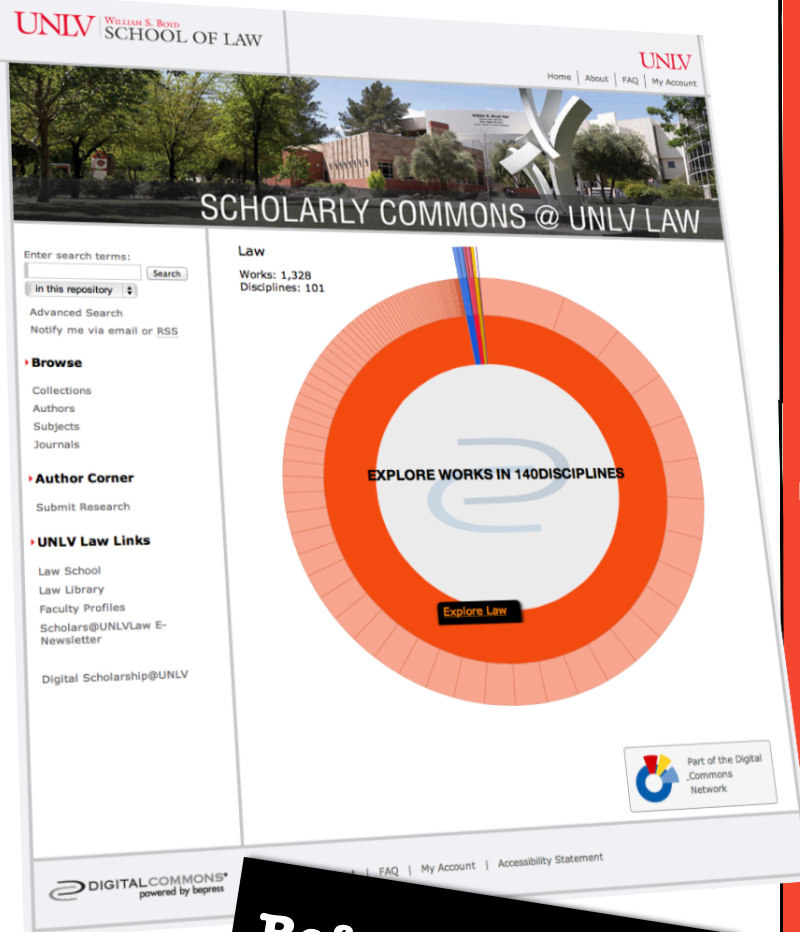 UNLV
WILLIAM S. BOYD
SCHOOL OF LAW
UNLV
Home | About | FAQ | My Account
SCHOLARLY COMMONS @ UNLV LAW
Enter search terms:
Search
in this repository
Advanced Search
Notify me via email or RSS
Browse
Collections
Authors
Subjects
Journals
Author Corner
Submit Research
UNLV Law Links
Law School
Law Library
Faculty Profiles
Scholars@UNLVLaw E-
Newsletter
Digital Scholarship@UNLV
Law
Works: 1,328
Disciplines: 101
EXPLORE WORKS IN 140DISCIPLINES
Explore Law
Part of the Digital
Commons
Network
DIGITALCOMMONS
powered by bepress
| FAQ | My Account | Accessibility Statement